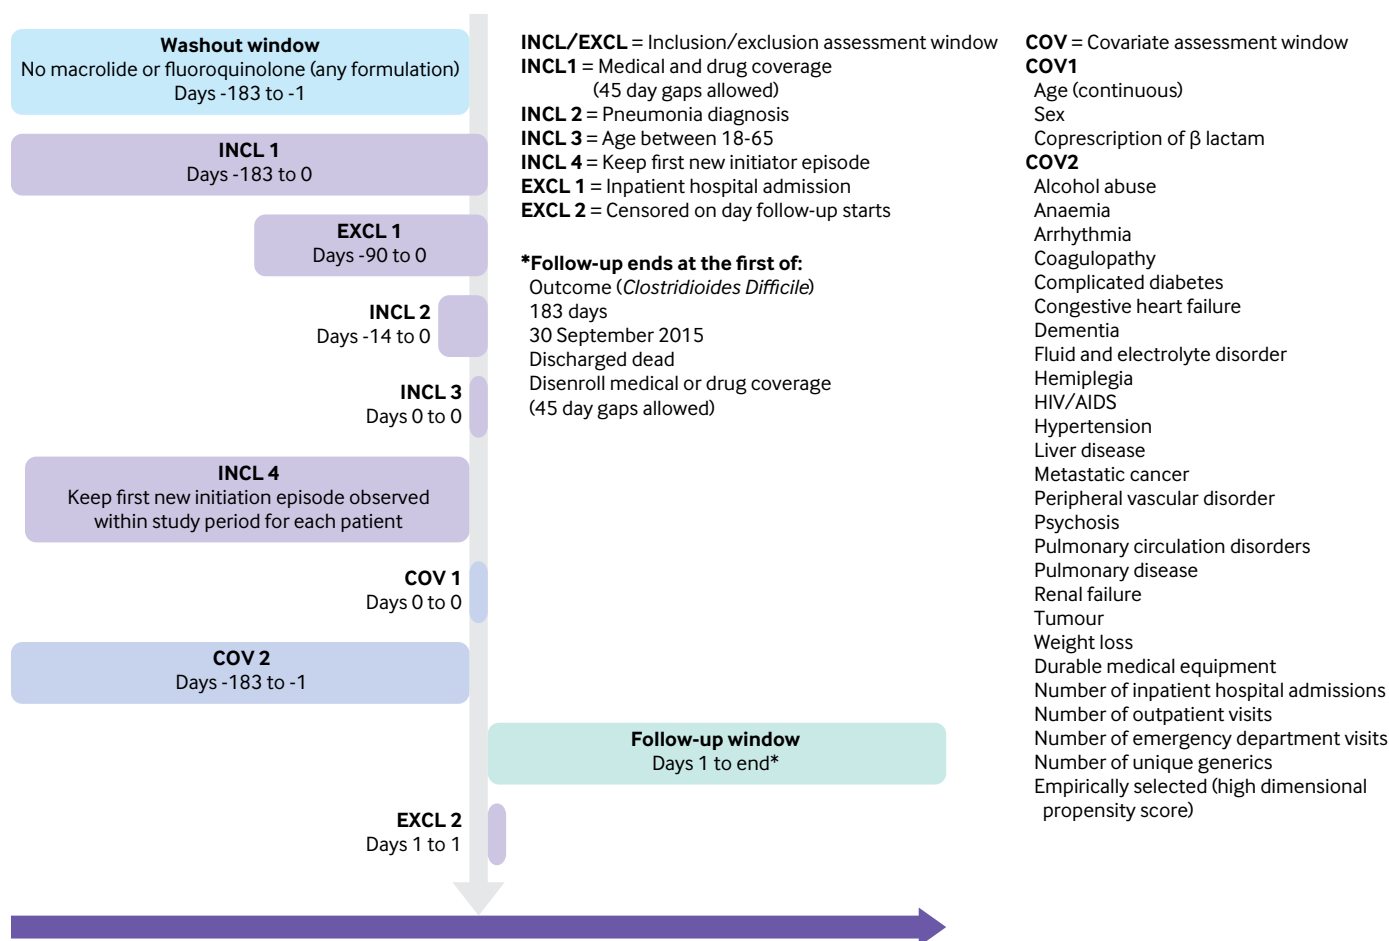 Washout window
No macrolide or fluoroquinolone (any formulation)
Days -183 to -1
INCL 1
Days -183 to 0
EXCL 1
Days -90 to 0
INCL 2
Days -14 to 0
INCL 3
Days 0 to 0
INCL 4
Keep first new initiation episode observed
within study period for each patient
COV 1
Days 0 to 0
COV 2
Days -183 to -1
Follow-up window
Days 1 to end*
EXCL 2
Days 1 to 1
INCL/EXCL = Inclusion/exclusion assessment window
INCL1 = Medical and drug coverage
(45 day gaps allowed)
INCL 2 = Pneumonia diagnosis
INCL 3 = Age between 18-65
INCL 4 = Keep first new initiator episode
EXCL 1 = Inpatient hospital admission
EXCL 2 = Censored on day follow-up starts
*Follow-up ends at the first of:
Outcome (Clostridioides Difficile)
183 days
30 September 2015
Discharged dead
Disenroll medical or drug coverage
(45 day gaps allowed)
COV = Covariate assessment window
COV1
Age (continuous)
Sex
Coprescription of β lactam
COV2
Alcohol abuse
Anaemia
Arrhythmia
Coagulopathy
Complicated diabetes
Congestive heart failure
Dementia
Fluid and electrolyte disorder
Hemiplegia
HIV/AIDS
Hypertension
Liver disease
Metastatic cancer
Peripheral vascular disorder
Psychosis
Pulmonary circulation disorders
Pulmonary disease
Renal failure
Tumour
Weight loss
Durable medical equipment
Number of inpatient hospital admissions
Number of outpatient visits
Number of emergency department visits
Number of unique generics
Empirically selected (high dimensional
propensity score)